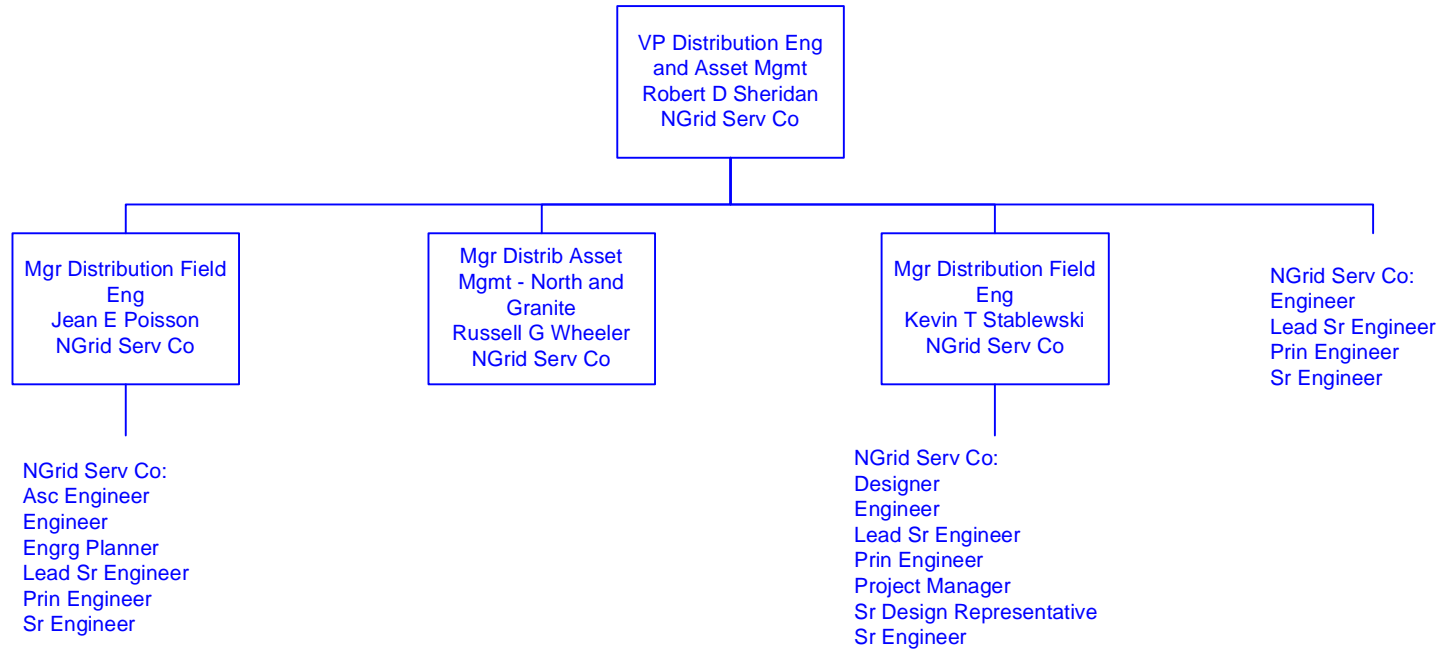 VP Distribution Eng
and Asset Mgmt
Robert D Sheridan
NGrid Serv Co
Mgr Distribution Field
Eng
Jean E Poisson
NGrid Serv Co
Mgr Distrib Asset
Mgmt - North and
Granite
Russell G Wheeler
NGrid Serv Co
Mgr Distribution Field
Eng
Kevin T Stablewski
NGrid Serv Co
NGrid Serv Co:
Engineer
Lead Sr Engineer
Prin Engineer
Sr Engineer
NGrid Serv Co:
Asc Engineer
Engineer
Engrg Planner
Lead Sr Engineer
Prin Engineer
Sr Engineer
NGrid Serv Co:
Designer
Engineer
Lead Sr Engineer
Prin Engineer
Project Manager
Sr Design Representative
Sr Engineer